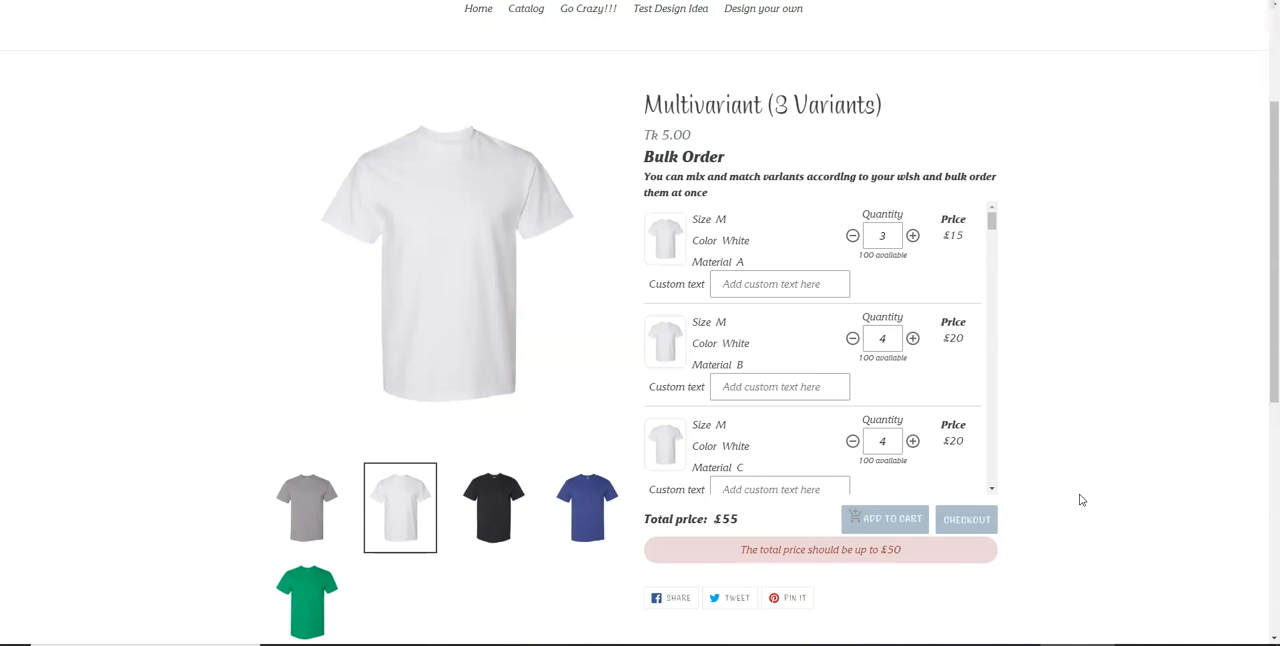 Home Catalog Go Crazy!!! Test Design Idea Design your own
Multivariant (3 Variants)
Tk 5.00
Bulk Order
You can mix and match variants according to your wish and bulk order
them at once
Size M
Color White
Material A
Quantity
3
100 available
Price
£15
Custom text Add custom text here
Size M
Color White
Material B
Quantity
4
100 available
Price
£20
Custom text Add custom text here
Size M
Color White
Material C
Quantity
4
100 available
Price
£20
Custom text Add custom text here
Total price: £55
ADD TO CART
CHECKOUT
The total price should be up to £50
SHARE TWEET PIN IT